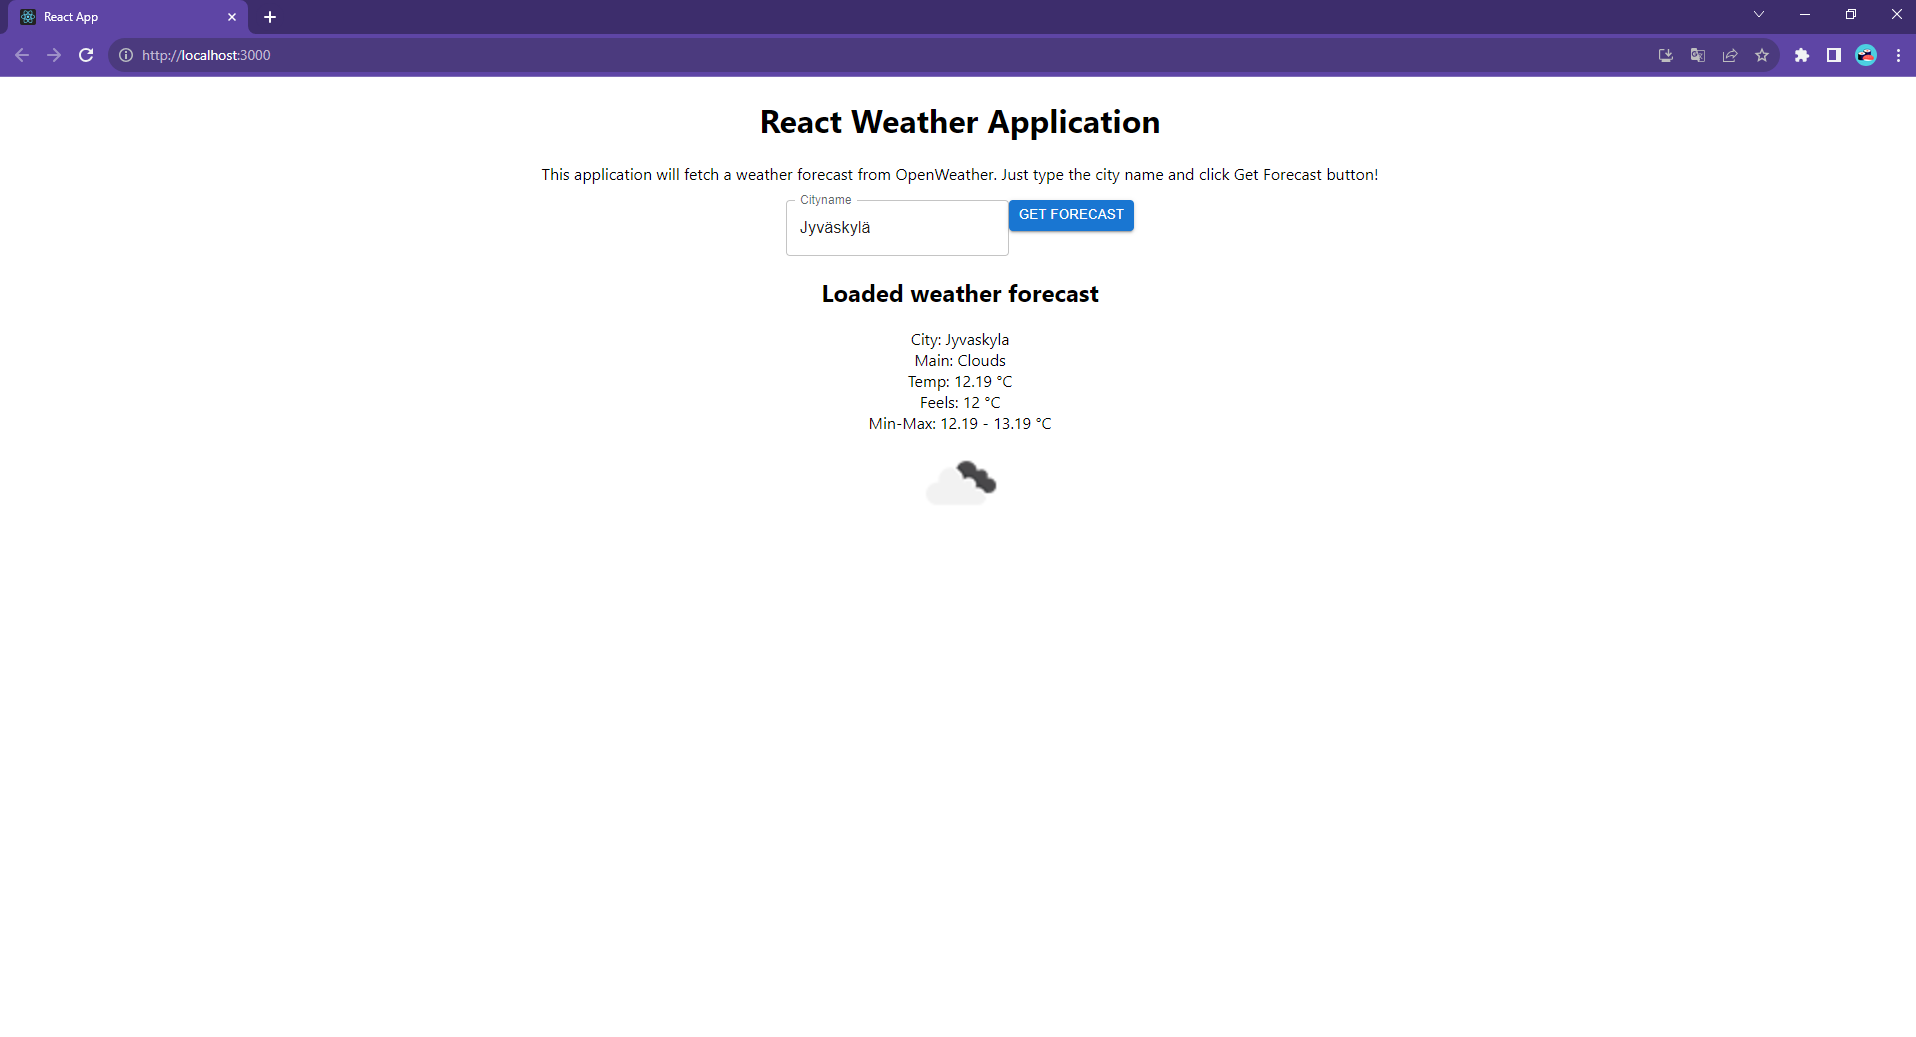 React App
http://localhost:3000
React Weather Application
This application will fetch a weather forecast from OpenWeather. Just type the city name and click Get Forecast button!
Cityname
Jyväskylä
GET FORECAST
Loaded weather forecast
City: Jyvaskyla
Main: Clouds
Temp: 12.19 °C
Feels: 12 °C
Min-Max: 12.19 - 13.19 °C